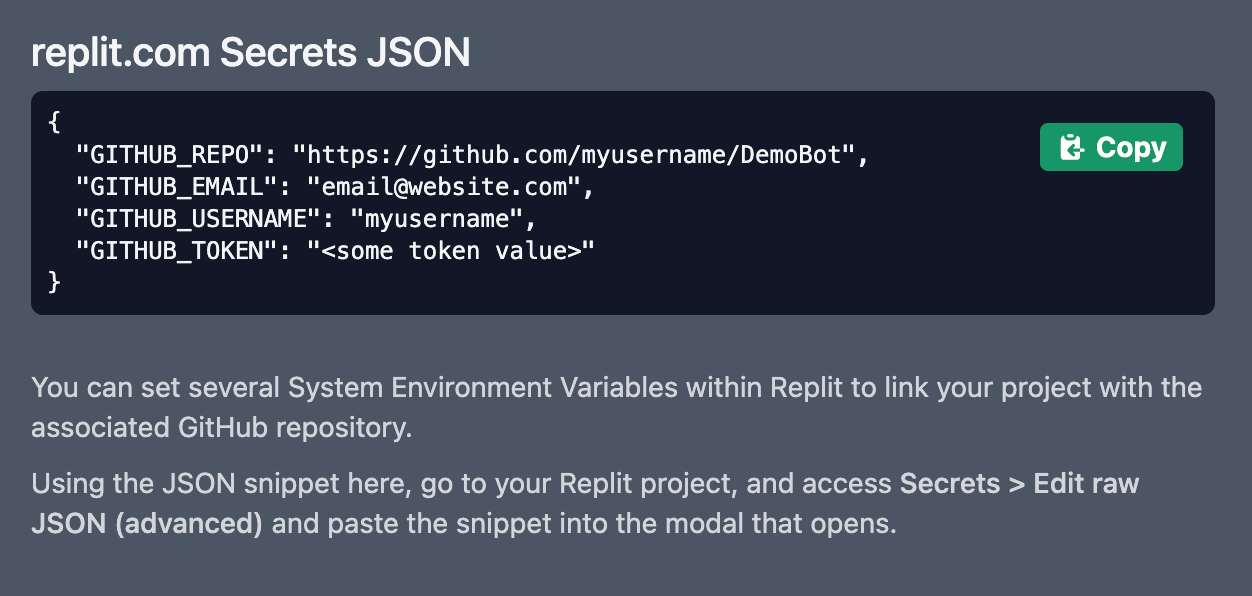 replit.com Secrets JSON
{
  "GITHUB_REPO": "https://github.com/myusername/DemoBot",
  "GITHUB_EMAIL": "email@website.com",
  "GITHUB_USERNAME": "myusername",
  "GITHUB_TOKEN": "<some token value>"
}
Copy
You can set several System Environment Variables within Replit to link your project with the
associated GitHub repository.
Using the JSON snippet here, go to your Replit project, and access Secrets > Edit raw
JSON (advanced) and paste the snippet into the modal that opens.